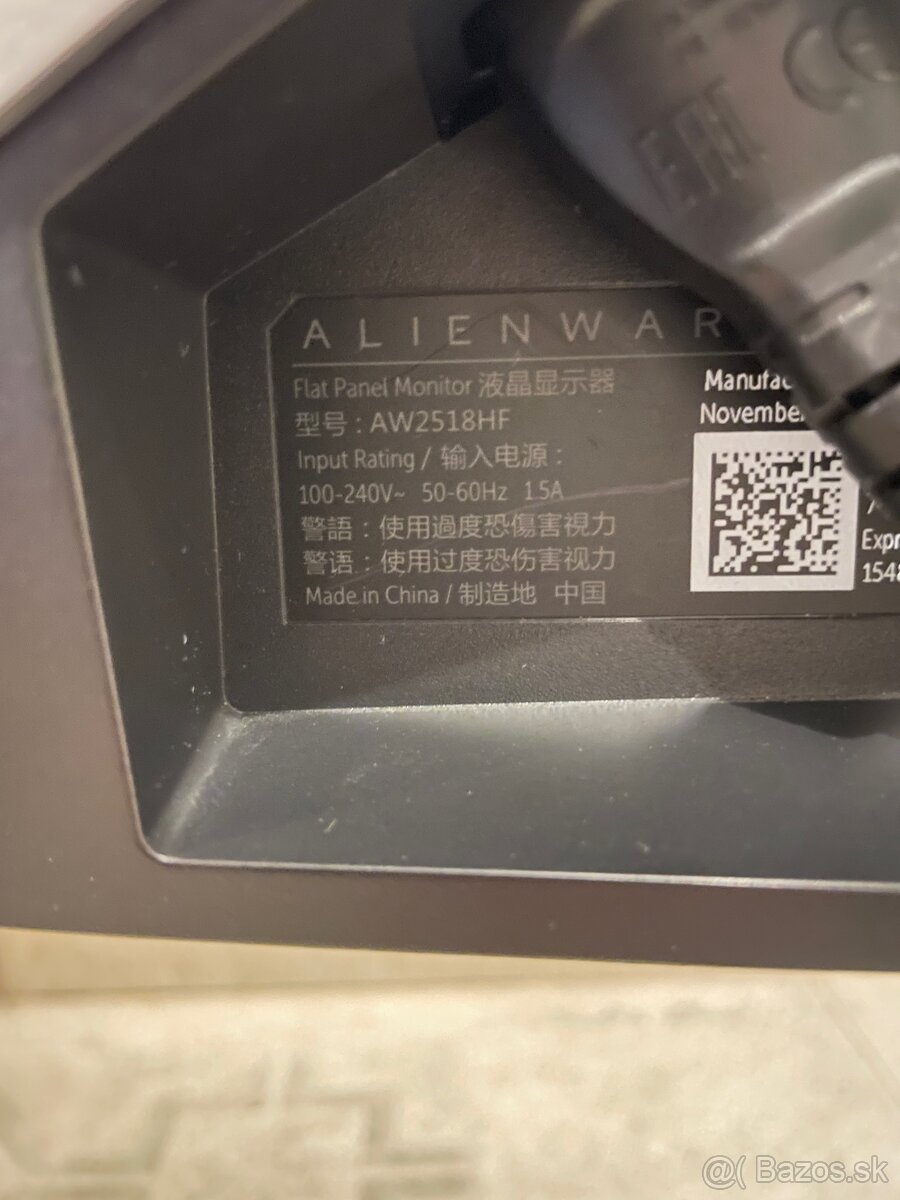 ALIENWAR
Flat Panel Monitor 液晶显示器
型号 : AW2518HF
Input Rating / 输入电源 :
100-240V~ 50-60Hz 1.5A
警語 : 使用過度恐傷害視力
警语 : 使用过度恐伤害视力
Made in China / 制造地 中国
Manufac
November
Expr
154
@( Bazos.sk